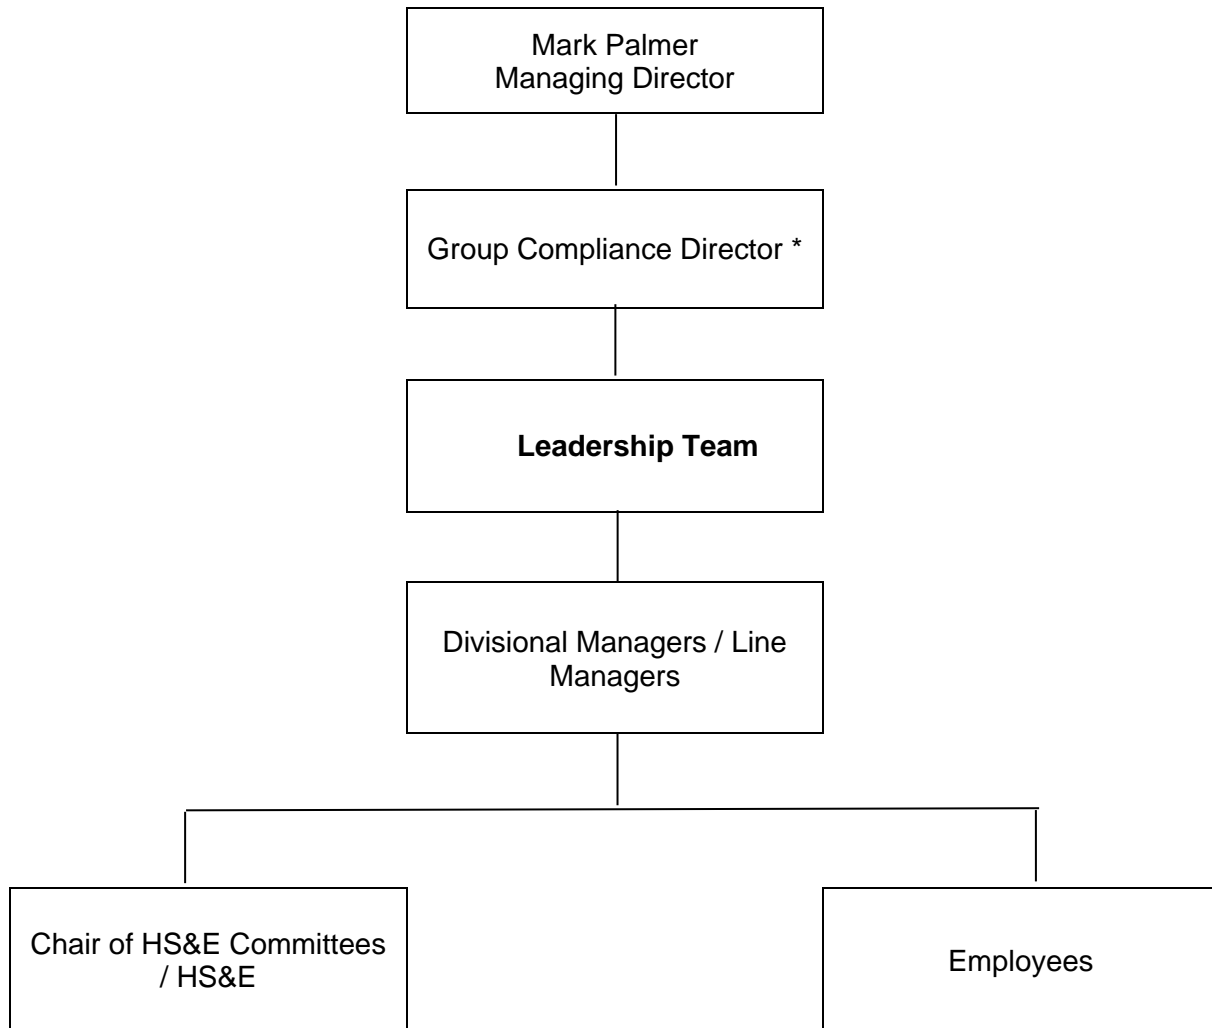 Mark Palmer
Managing Director
Group Compliance Director *
Leadership Team
Divisional Managers / Line
Managers
Chair of HS&E Committees
/ HS&E
Employees